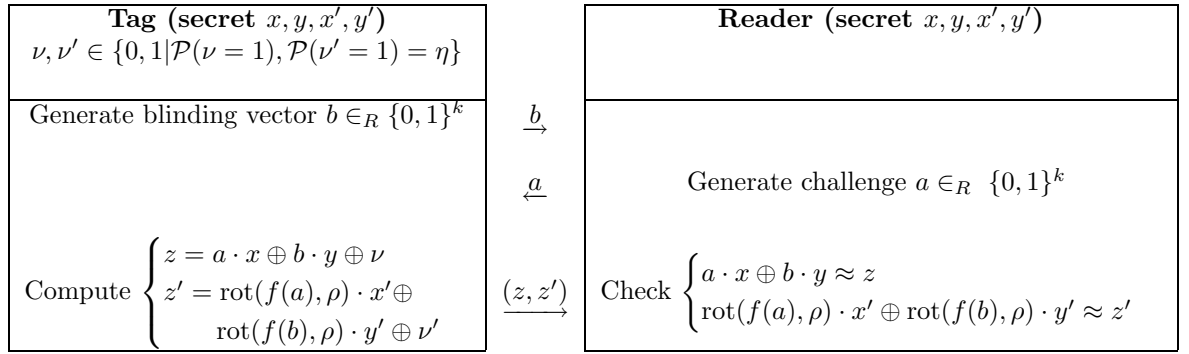 Tag (secret x, y, x′, y′)
ν, ν′ ∈ {0, 1|𝒫(ν = 1), 𝒫(ν′ = 1) = η}
Reader (secret x, y, x′, y′)
Generate blinding vector b ∈_R {0, 1}^k
b→
a←
Generate challenge a ∈_R {0, 1}^k
Compute { z = a · x ⊕ b · y ⊕ ν
z′ = rot(f(a), ρ) · x′⊕
rot(f(b), ρ) · y′ ⊕ ν′
(z, z′)→
Check { a · x ⊕ b · y ≈ z
rot(f(a), ρ) · x′ ⊕ rot(f(b), ρ) · y′ ≈ z′